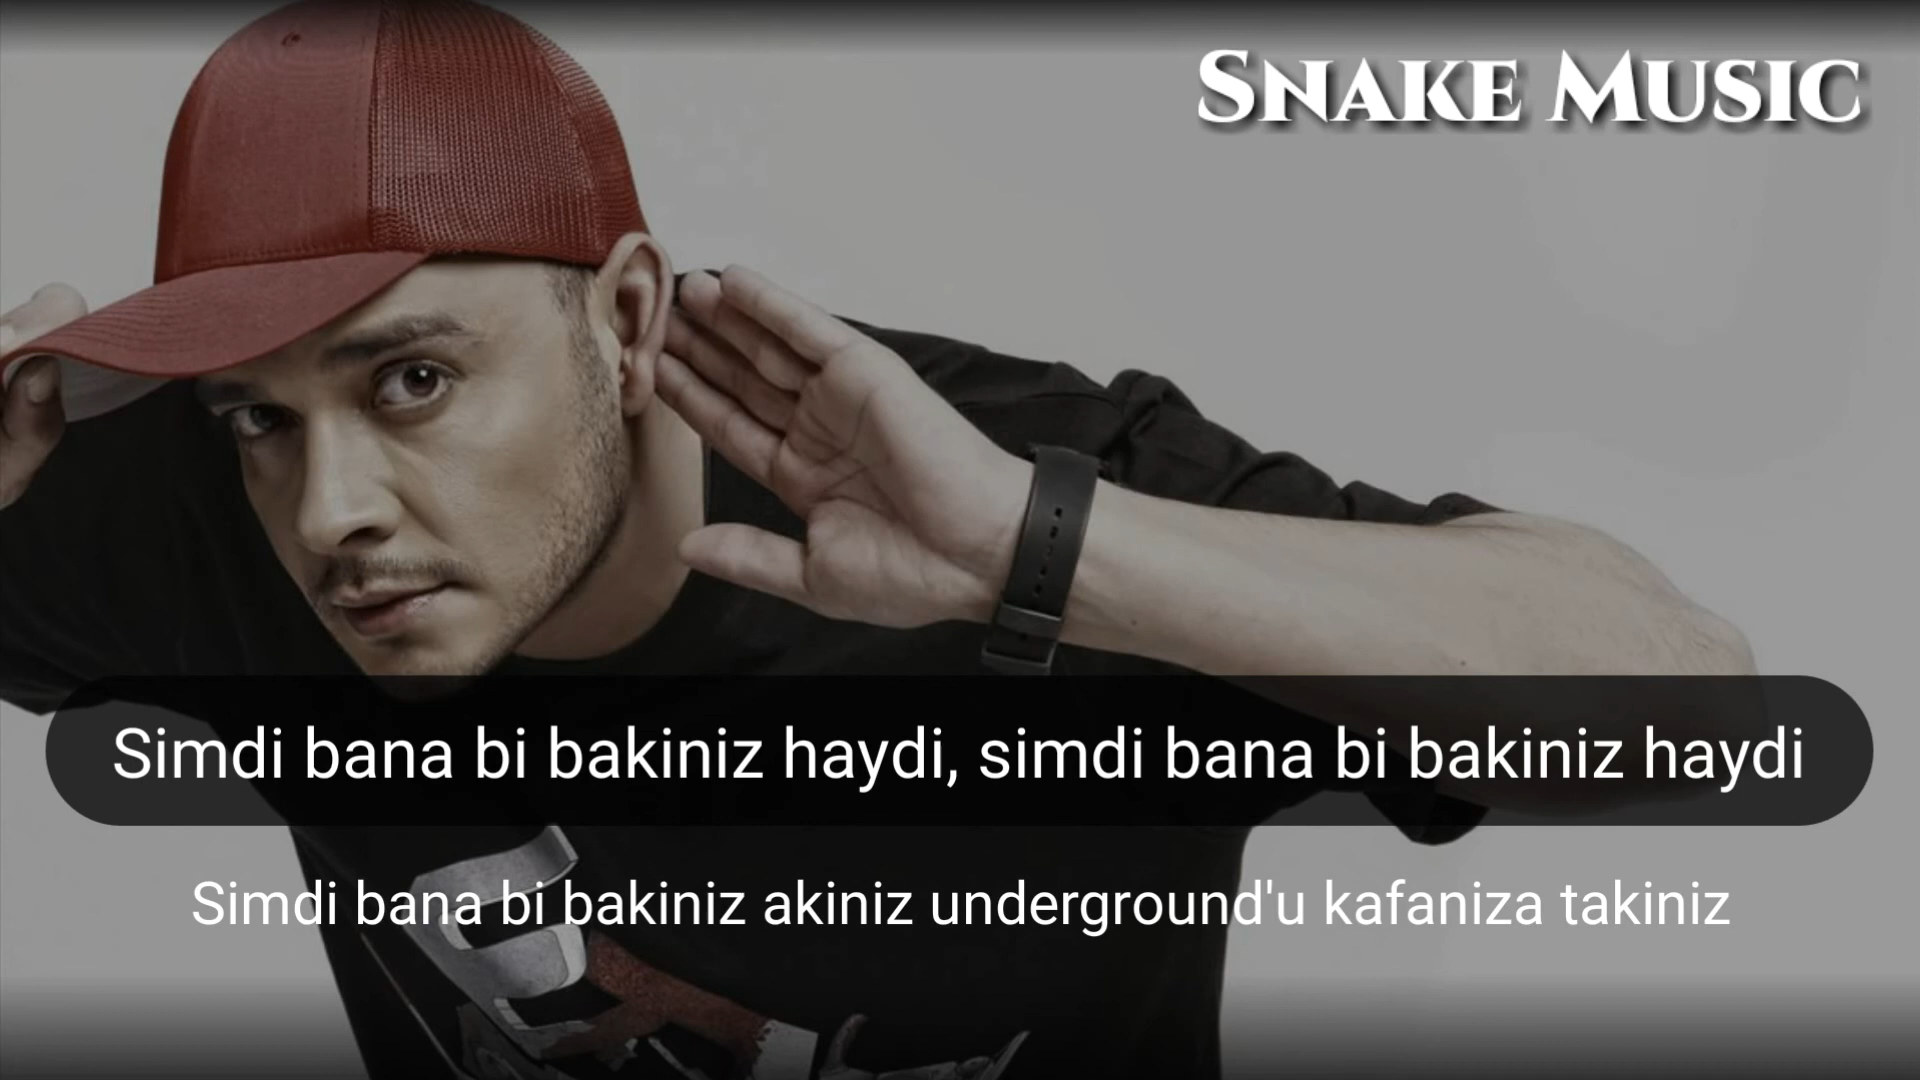 SNAKE MUSIC
Simdi bana bi bakiniz haydi, simdi bana bi bakiniz haydi
Simdi bana bi bakiniz akiniz underground'u kafaniza takiniz